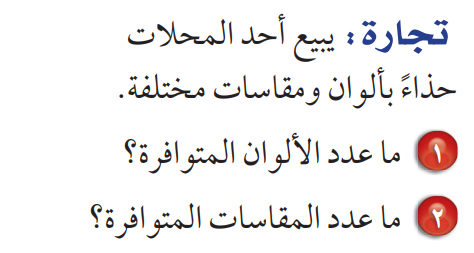 تجارة: يبيع أحد المحلات
حذاءً بألوان ومقاسات مختلفة.
١ ما عدد الألوان المتوافرة؟
٢ ما عدد المقاسات المتوافرة؟